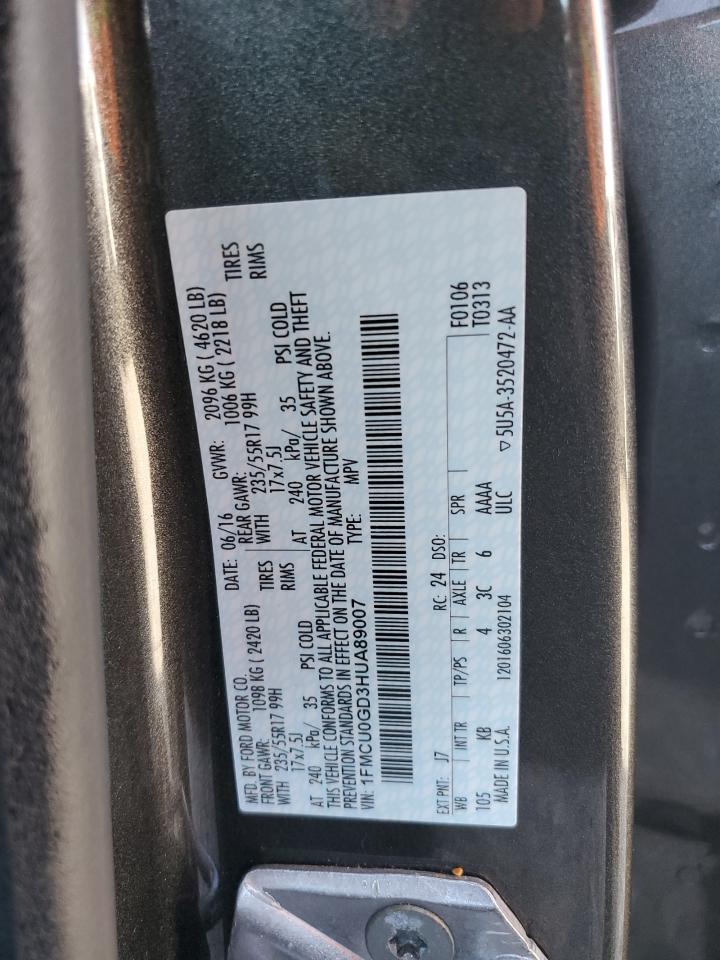 MFD. BY FORD MOTOR CO. DATE: 06/16 GVWR: 2096 KG ( 4620 LB)
FRONT GAWR: 1098 KG ( 2420 LB) REAR GAWR: 1006 KG ( 2218 LB)
WITH 235/55R17 99H TIRES WITH 235/55R17 99H TIRES
17x7.5J RIMS 17x7.5J RIMS
AT 240 kPa/ 35 PSI COLD AT 240 kPa/ 35 PSI COLD
THIS VEHICLE CONFORMS TO ALL APPLICABLE FEDERAL MOTOR VEHICLE SAFETY AND THEFT
PREVENTION STANDARDS IN EFFECT ON THE DATE OF MANUFACTURE SHOWN ABOVE.
VIN: 1FMCU0GD3HUA89007 TYPE: MPV
EXT PNT: J7 RC: 24 DSO: F0106
WB INT TR TP/PS R AXLE TR SPR T0313
105 KB 4 3C 6 AAAA
MADE IN U.S.A. 1201606302104 ULC ▽5U5A-3520472-AA